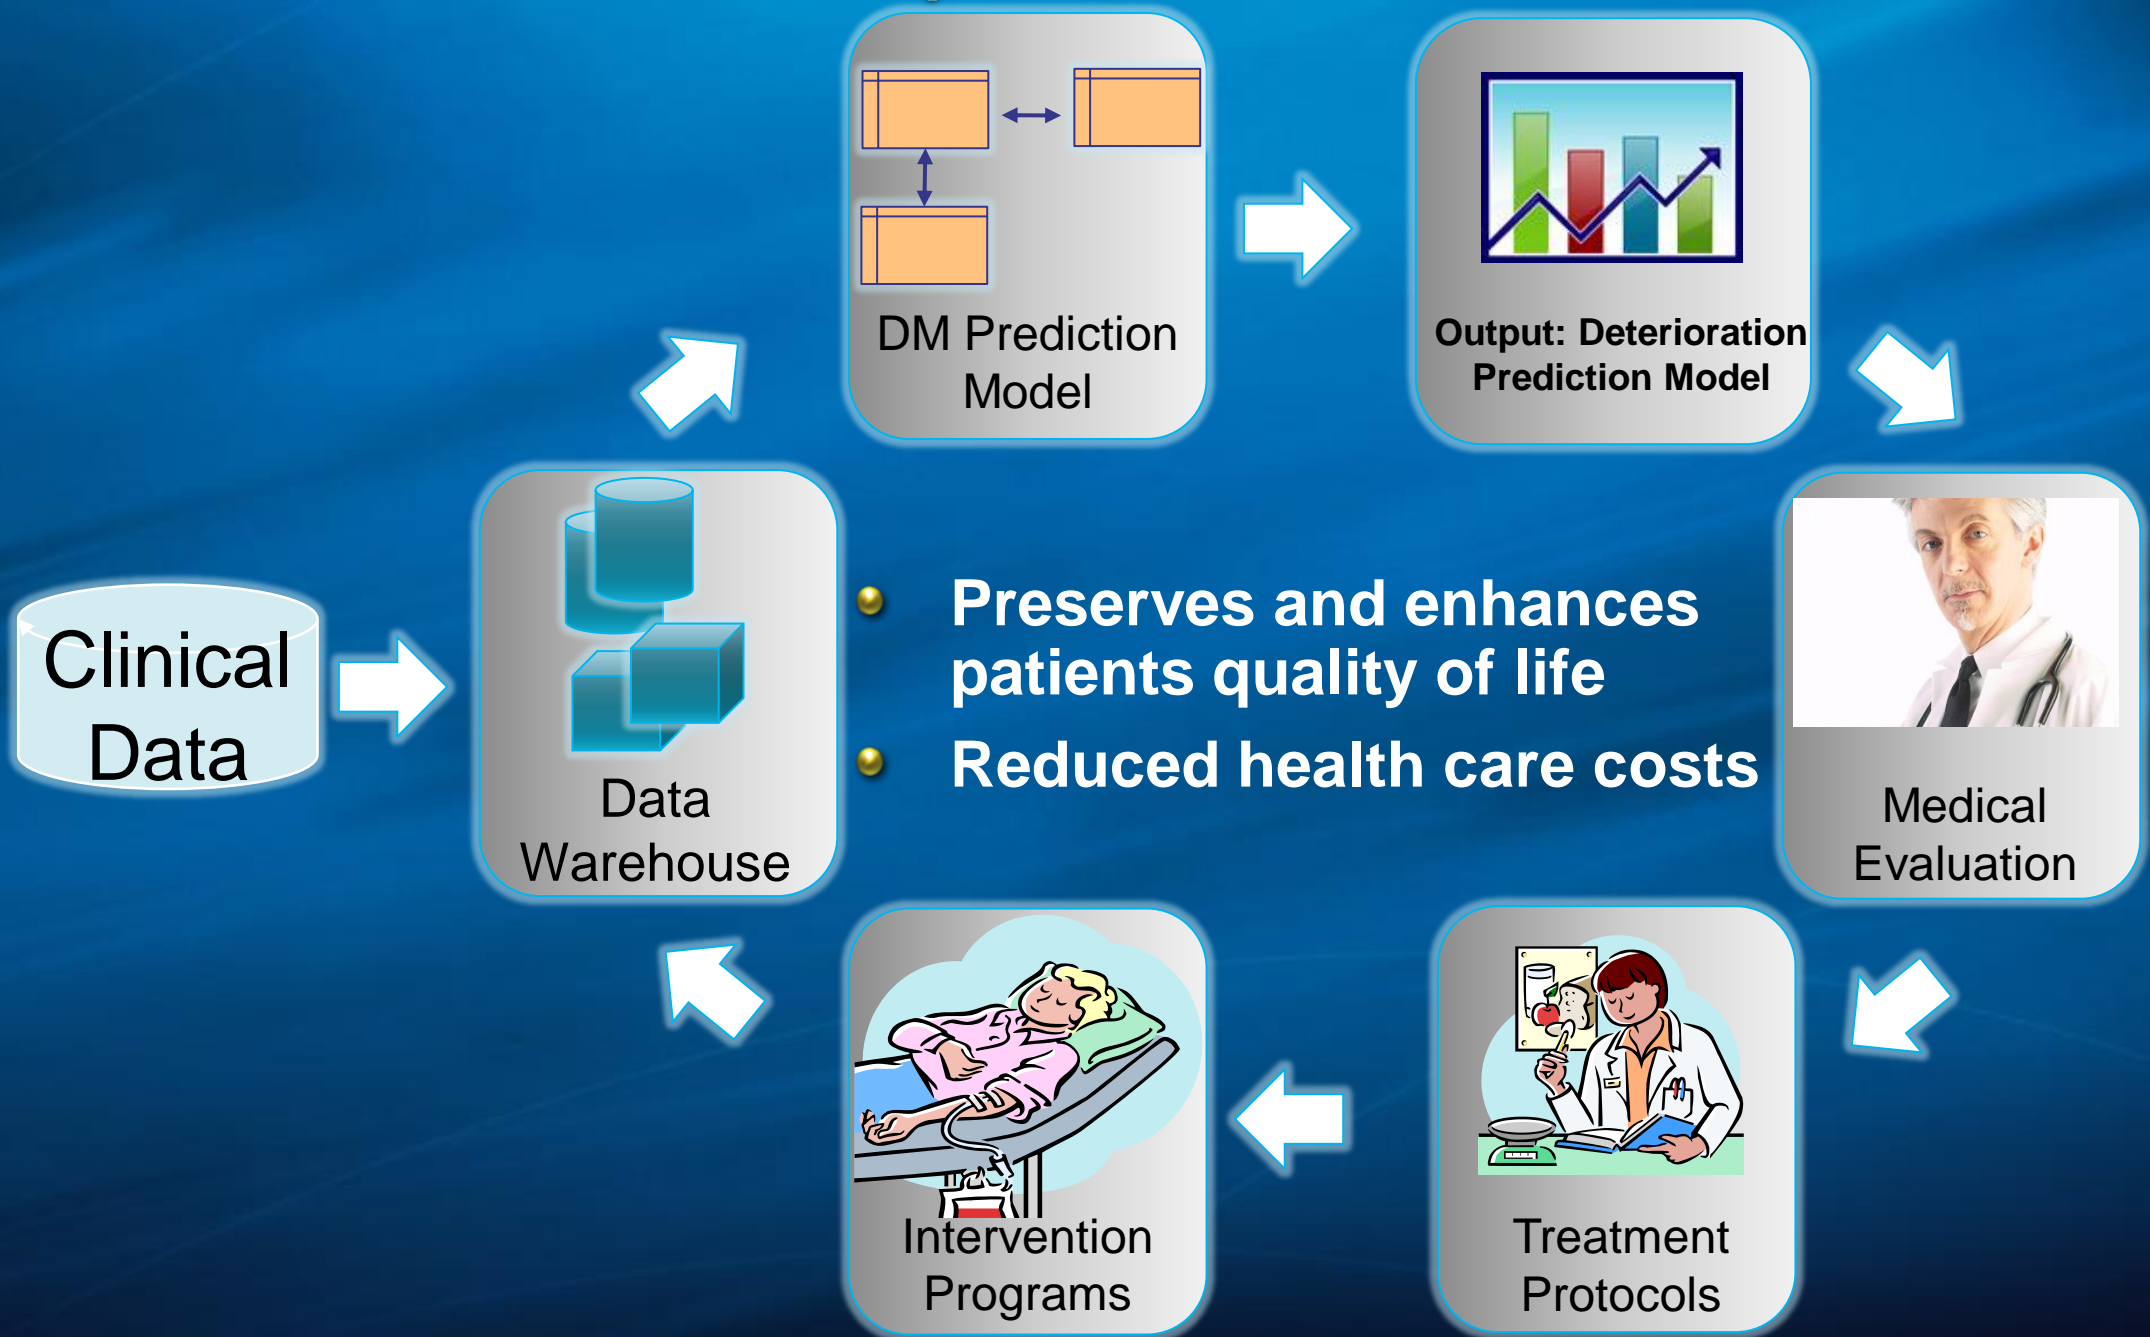 DM Prediction
Model
Output: Deterioration
Prediction Model
Clinical
Data
Data
Warehouse
Preserves and enhances
patients quality of life
Reduced health care costs
Medical
Evaluation
Intervention
Programs
Treatment
Protocols